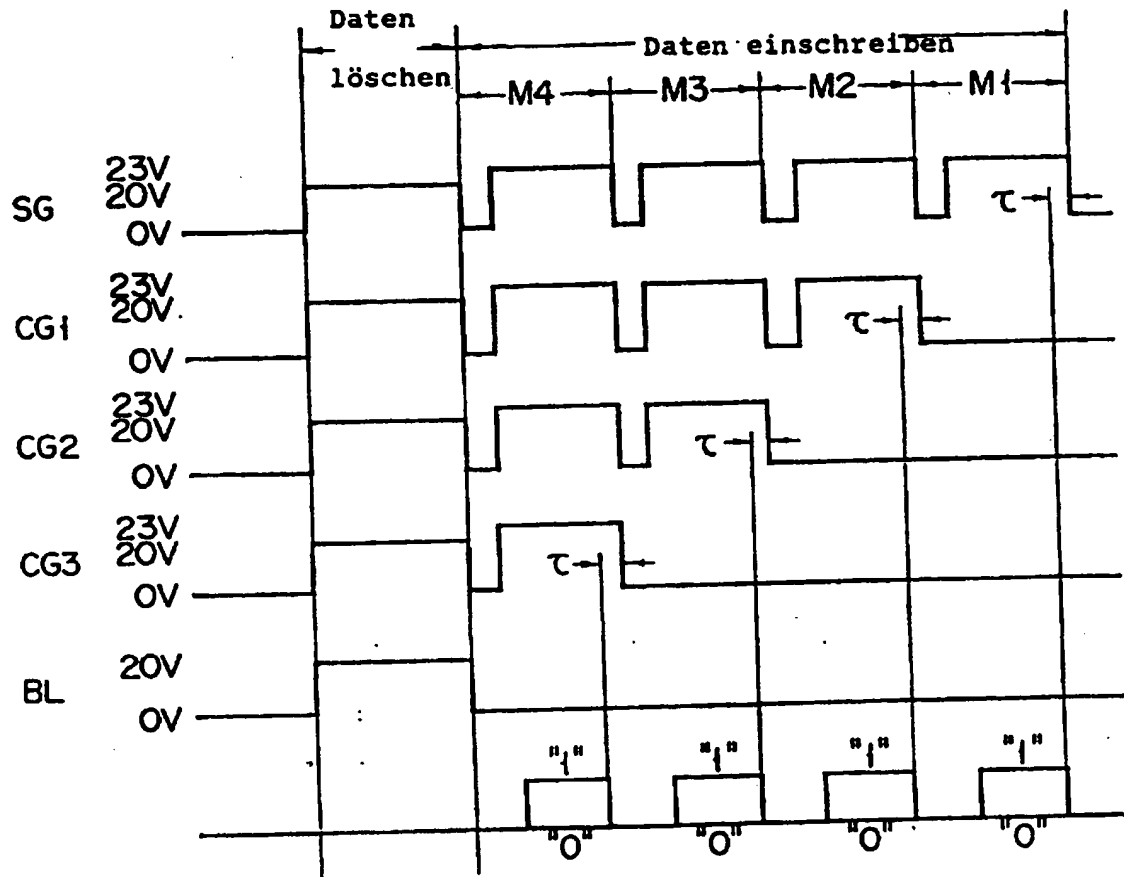 Daten
löschen
Daten einschreiben
M4 M3 M2 M1
SG 23V 20V 0V τ
CG1 23V 20V 0V τ
CG2 23V 20V 0V τ
CG3 23V 20V 0V τ
BL 20V 0V
"1" "1" "1" "1"
"0" "0" "0" "0"